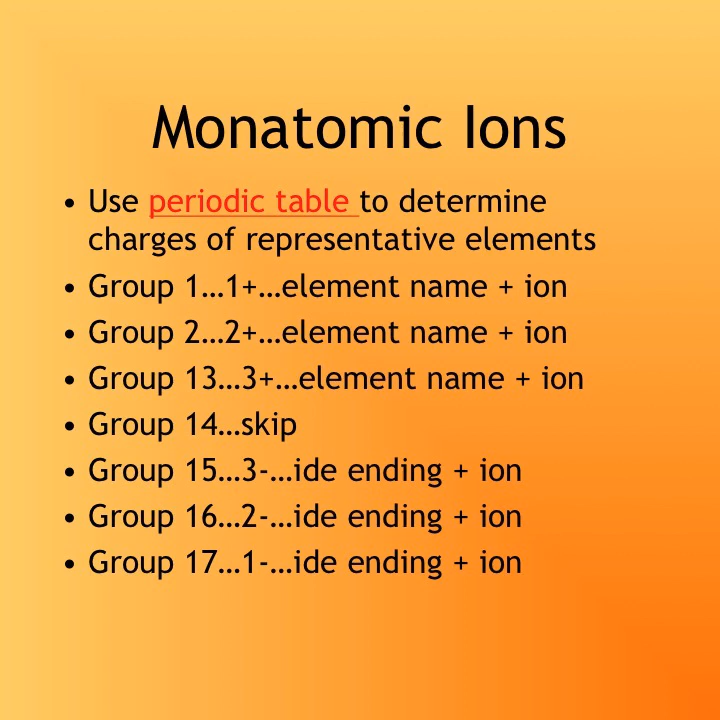 Monatomic Ions
• Use periodic table to determine
charges of representative elements
• Group 1…1+…element name + ion
• Group 2…2+…element name + ion
• Group 13…3+…element name + ion
• Group 14…skip
• Group 15…3-…ide ending + ion
• Group 16…2-…ide ending + ion
• Group 17…1-…ide ending + ion